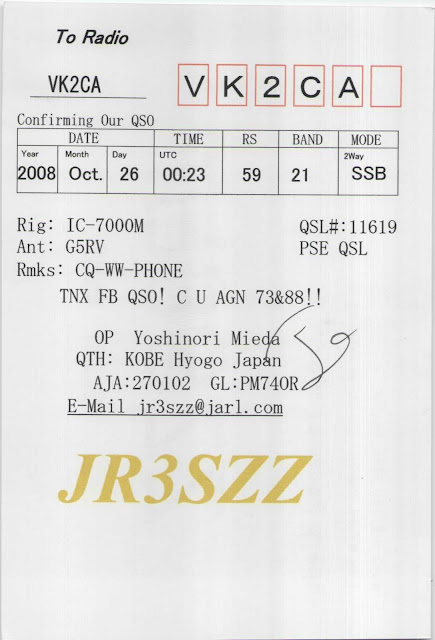 To Radio
VK2CA VK2CA
Confirming Our QSO
DATE TIME RS BAND MODE
Year Month Day UTC 2Way
2008 Oct. 26 00:23 59 21 SSB
Rig: IC-7000M QSL#:11619
Ant: G5RV PSE QSL
Rmks: CQ-WW-PHONE
TNX FB QSO! C U AGN 73&88!!
OP Yoshinori Mieda
QTH: KOBE Hyogo Japan
AJA:270102 GL:PM74OR
E-Mail jr3szz@jarl.com
JR3SZZ